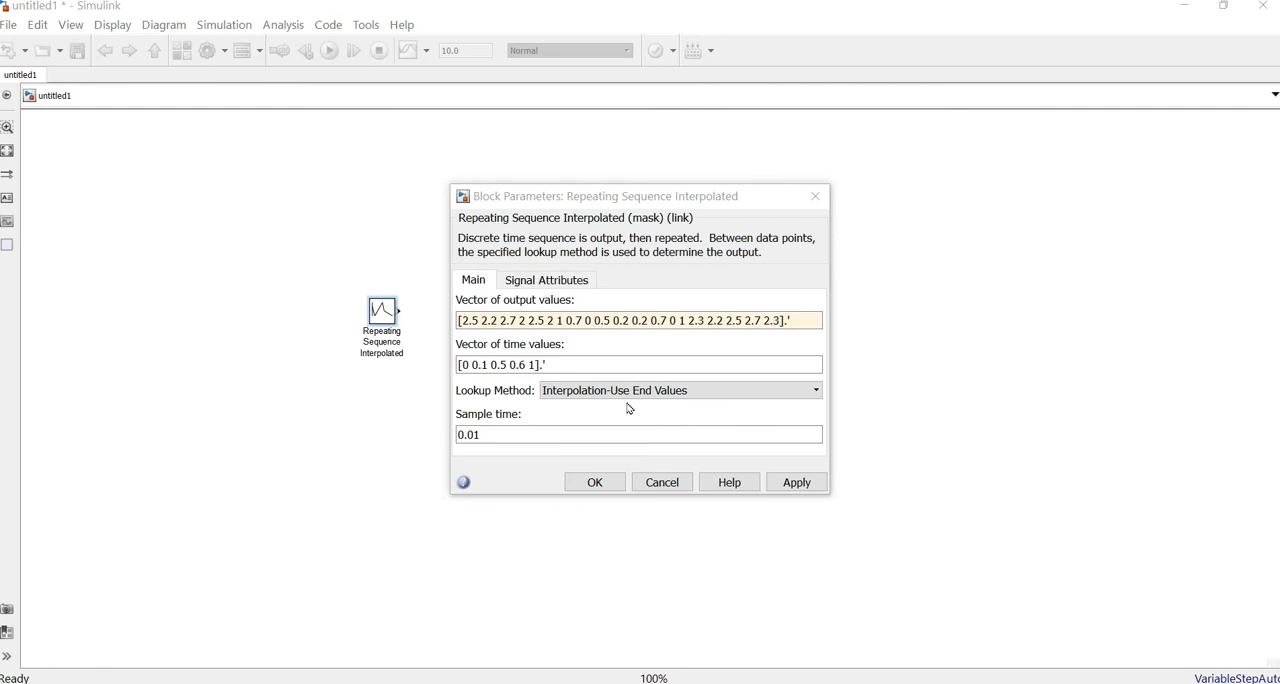 untitled1 * - Simulink
File Edit View Display Diagram Simulation Analysis Code Tools Help
10.0 Normal
untitled1
untitled1
Block Parameters: Repeating Sequence Interpolated
Repeating Sequence Interpolated (mask) (link)
Discrete time sequence is output, then repeated. Between data points,
the specified lookup method is used to determine the output.
Main Signal Attributes
Vector of output values:
[2.5 2.2 2.7 2 2.5 2 1 0.7 0 0.5 0.2 0.2 0.7 0 1 2.3 2.2 2.5 2.7 2.3].'
Vector of time values:
[0 0.1 0.5 0.6 1].'
Lookup Method: Interpolation-Use End Values
Sample time:
0.01
OK Cancel Help Apply
Repeating
Sequence
Interpolated
Ready 100% VariableStepAuto